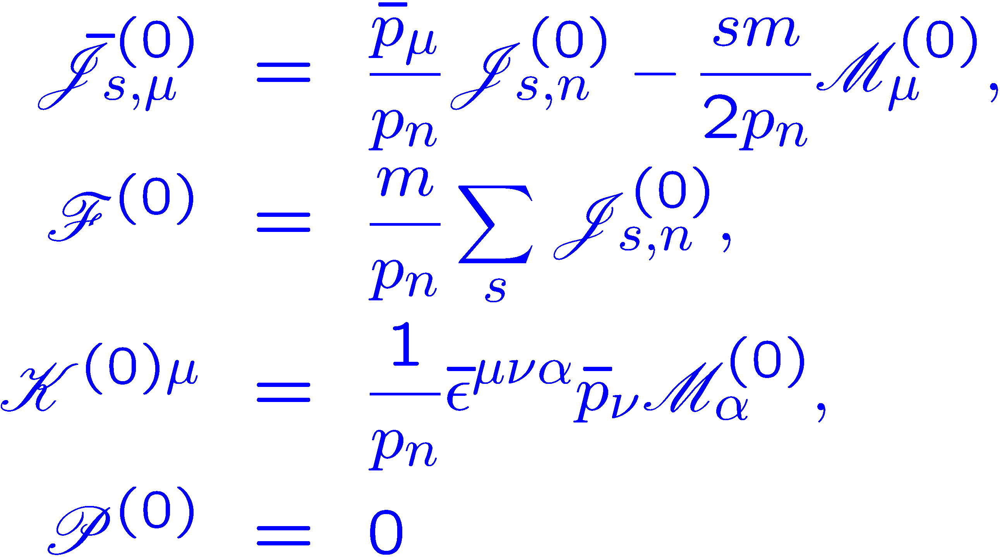 $\bar{\mathscr{J}}_{s,\mu}^{(0)} = \frac{\bar{p}_\mu}{p_n} \mathscr{J}_{s,n}^{(0)} - \frac{sm}{2p_n} \mathscr{M}_\mu^{(0)},$
$\mathscr{F}^{(0)} = \frac{m}{p_n} \sum_s \mathscr{J}_{s,n}^{(0)},$
$\mathscr{K}^{(0)\mu} = \frac{1}{p_n} \bar{\epsilon}^{\mu\nu\alpha} \bar{p}_\nu \mathscr{M}_\alpha^{(0)},$
$\mathscr{P}^{(0)} = 0$